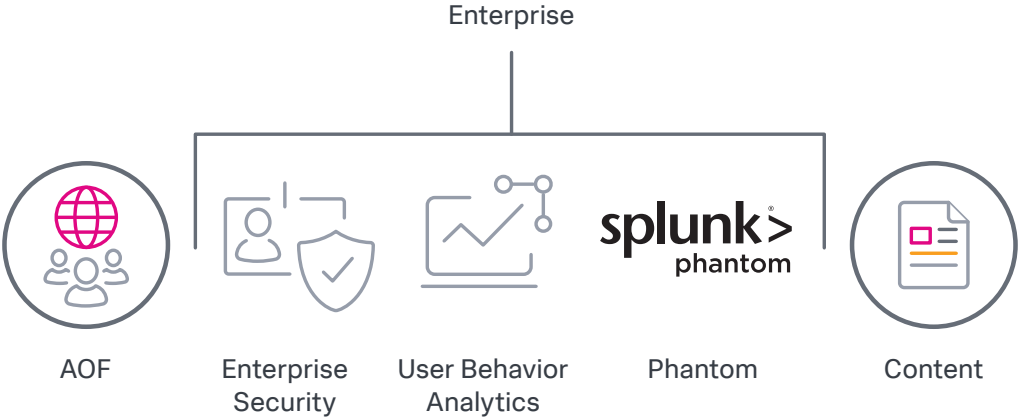 Enterprise
splunk>®
phantom
AOF
Enterprise
Security
User Behavior
Analytics
Phantom
Content